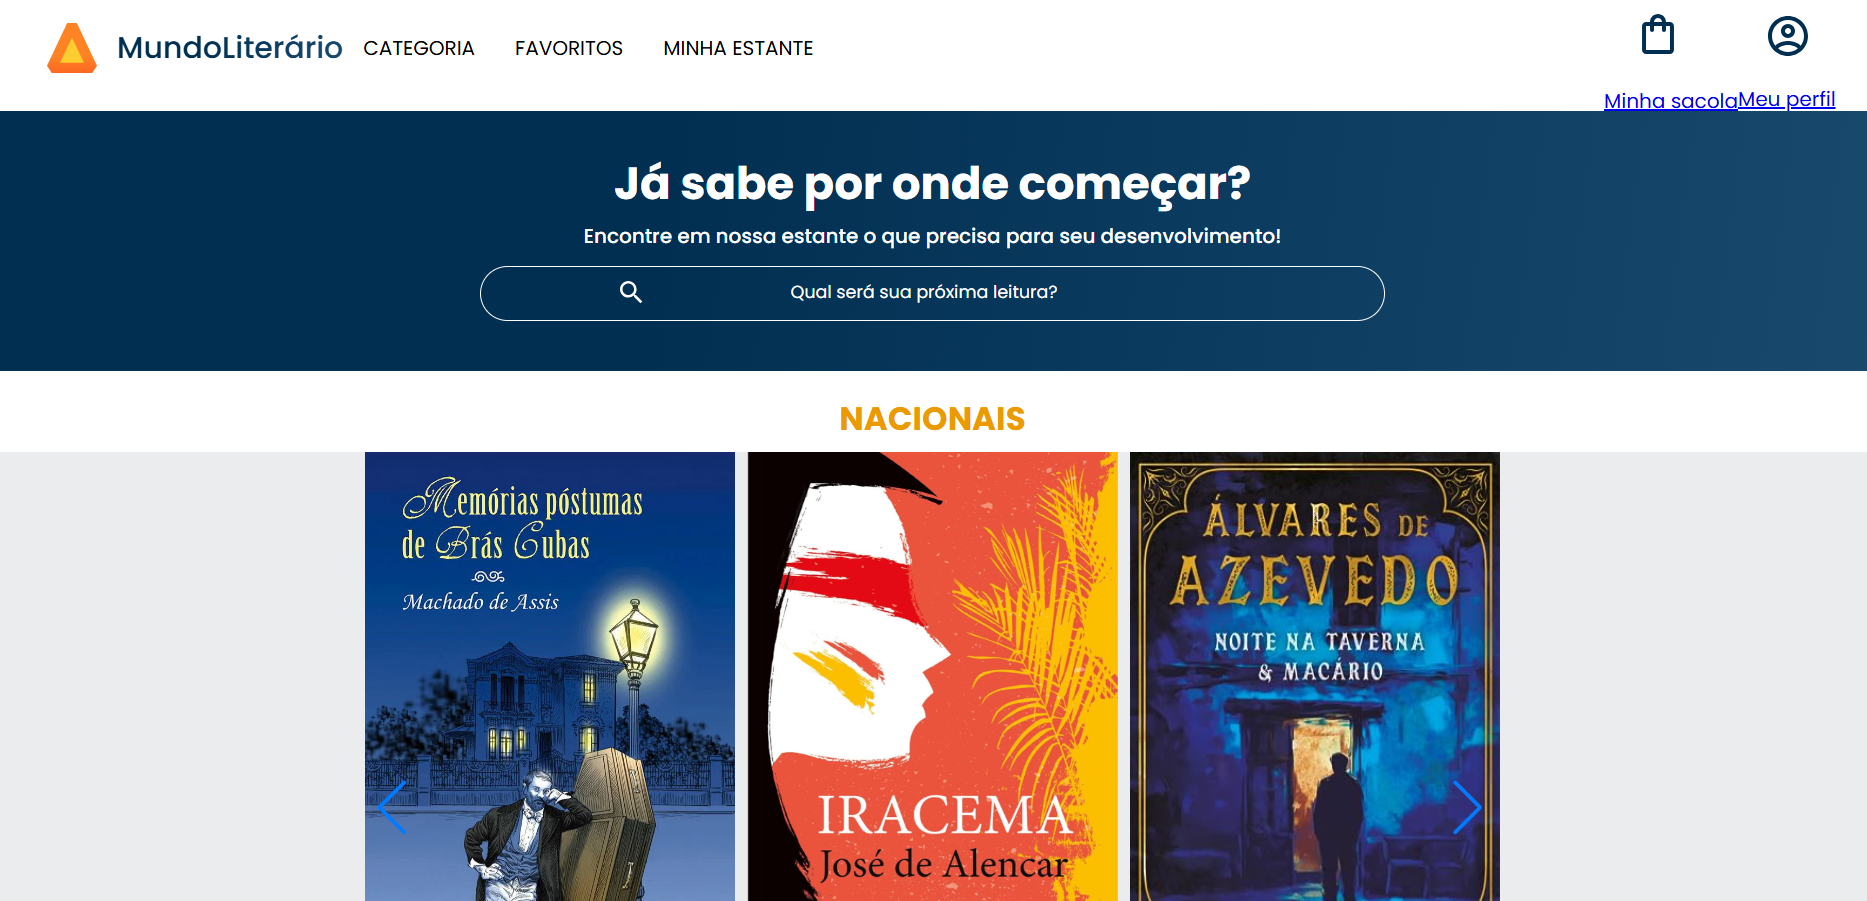 MundoLiterário
CATEGORIA
FAVORITOS
MINHA ESTANTE
Minha sacola
Meu perfil
Já sabe por onde começar?
Encontre em nossa estante o que precisa para seu desenvolvimento!
Qual será sua próxima leitura?
NACIONAIS
Memórias póstumas
de Brás Cubas
Machado de Assis
IRACEMA
José de Alencar
ÁLVARES DE
AZEVEDO
NOITE NA TAVERNA
& MACÁRIO